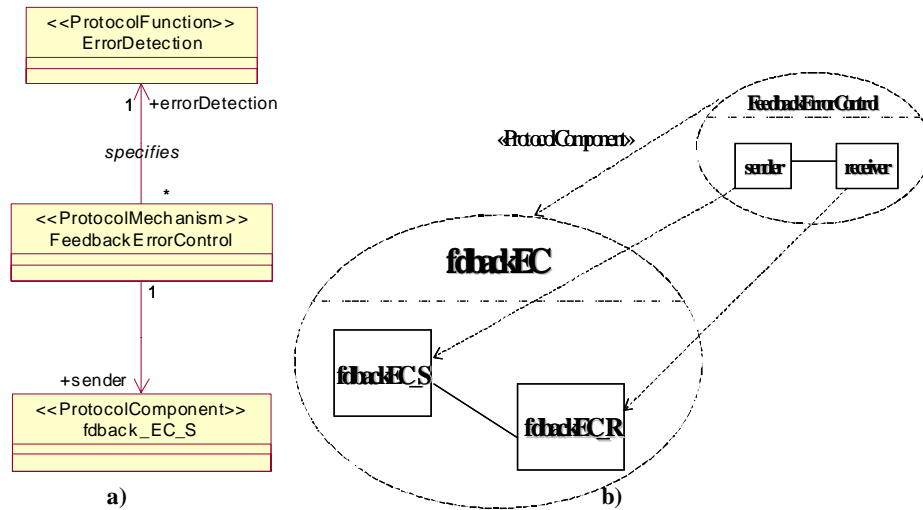 <<ProtocolFunction>>
ErrorDetection
1
+errorDetection
specifies
*
<<ProtocolMechanism>>
FeedbackErrorControl
1
+sender
<<ProtocolComponent>>
fdback_EC_S
a)
FeedbackErrorControl
sender
receiver
«ProtocolComponent»
fdbackEC
fdbackEC_S
fdbackEC_R
b)